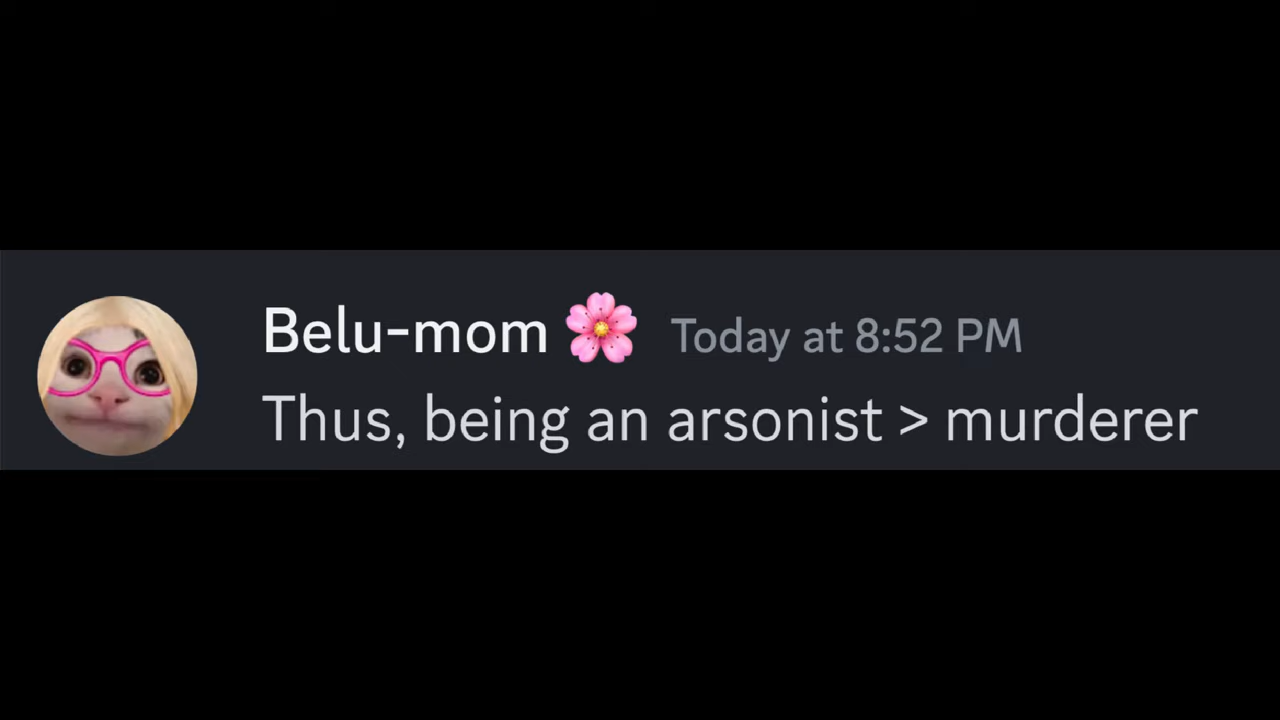 Belu-mom 🌸 Today at 8:52 PM
Thus, being an arsonist > murderer